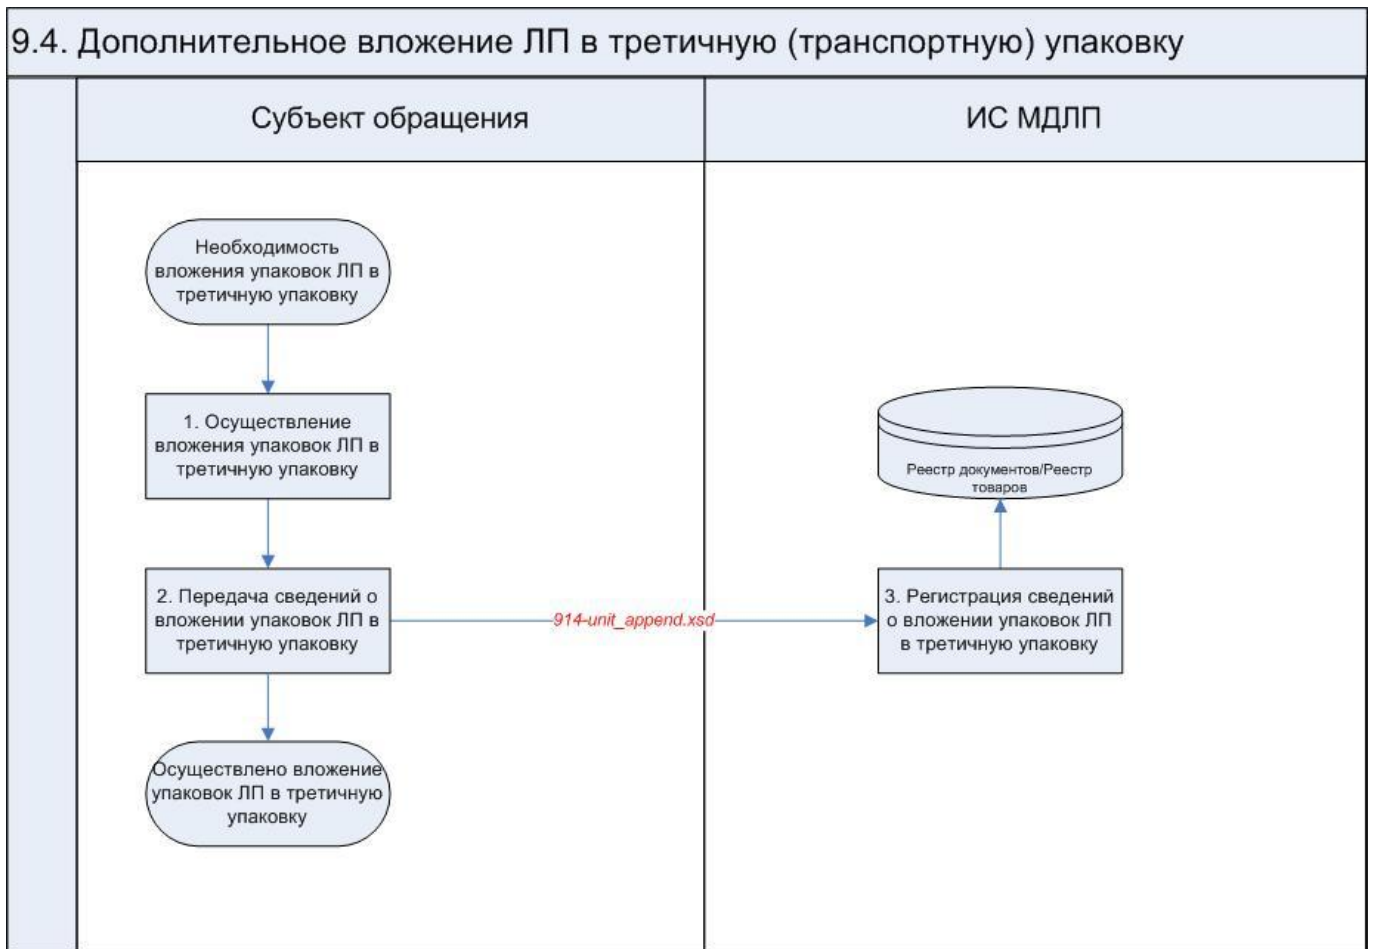 9.4. Дополнительное вложение ЛП в третичную (транспортную) упаковку
Субъект обращения
ИС МДЛП
Необходимость
вложения упаковок ЛП в
третичную упаковку
1. Осуществление
вложения упаковок ЛП в
третичную упаковку
Реестр документов/Реестр
товаров
2. Передача сведений о
вложении упаковок ЛП в
третичную упаковку
914-unit_append.xsd
3. Регистрация сведений
о вложении упаковок ЛП
в третичную упаковку
Осуществлено вложение
упаковок ЛП в третичную
упаковку